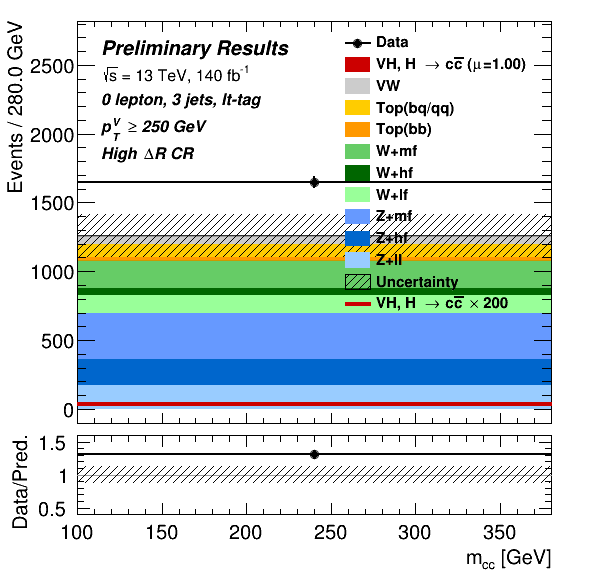 Events / 280.0 GeV
2500
2000
1500
1000
500
0
Preliminary Results
√s = 13 TeV, 140 fb⁻¹
0 lepton, 3 jets, lt-tag
p_T^V ≥ 250 GeV
High ΔR CR
Data
VH, H → cc̅ (μ=1.00)
VW
Top(bq/qq)
Top(bb)
W+mf
W+hf
W+lf
Z+mf
Z+hf
Z+ll
Uncertainty
VH, H → cc̅ × 200
Data/Pred.
1.5
1
0.5
100 150 200 250 300 350
m_cc [GeV]